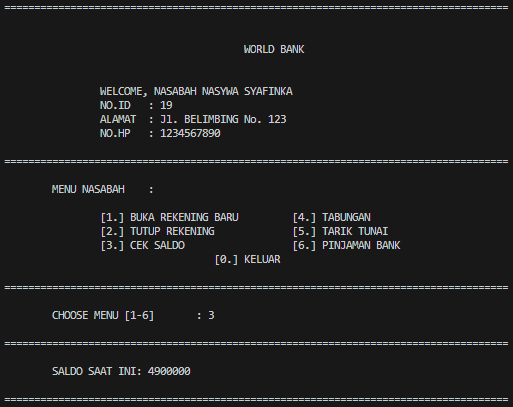 ====================================================================================
WORLD BANK
WELCOME, NASABAH NASYWA SYAFINKA
NO.ID : 19
ALAMAT : Jl. BELIMBING No. 123
NO.HP : 1234567890
====================================================================================
MENU NASABAH :
[1.] BUKA REKENING BARU [4.] TABUNGAN
[2.] TUTUP REKENING [5.] TARIK TUNAI
[3.] CEK SALDO [6.] PINJAMAN BANK
[0.] KELUAR
====================================================================================
CHOOSE MENU [1-6] : 3
====================================================================================
SALDO SAAT INI: 4900000
====================================================================================